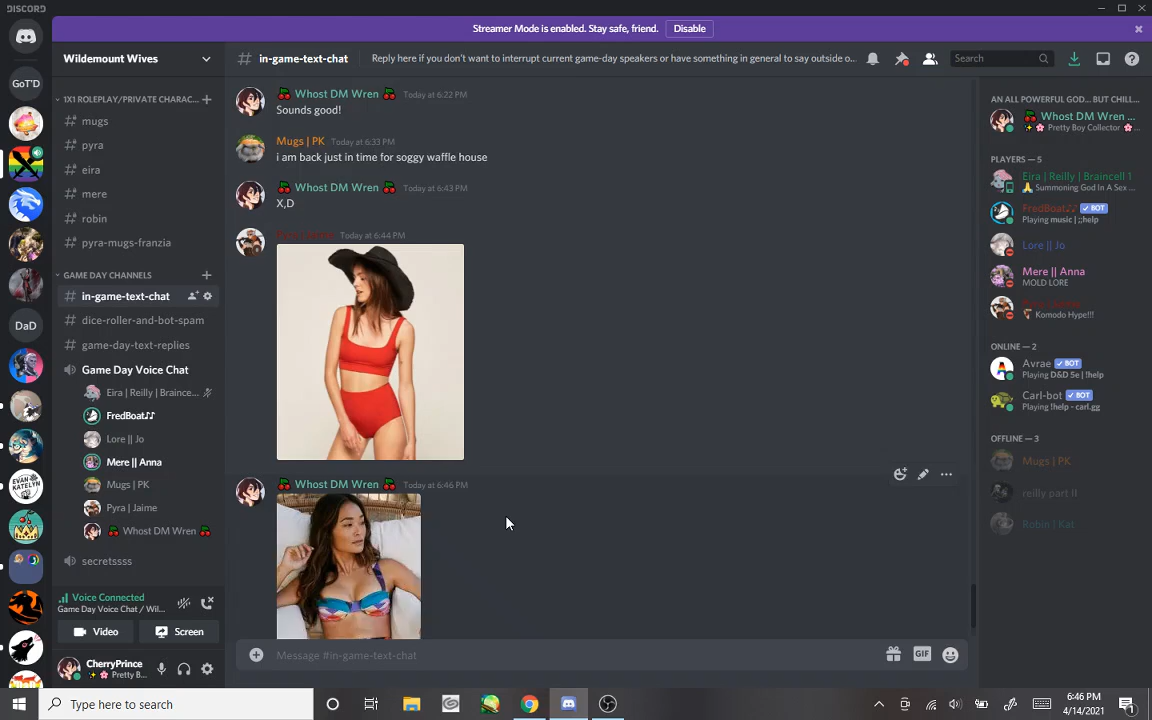 DISCORD
Streamer Mode is enabled. Stay safe, friend.
Disable
Wildemount Wives
in-game-text-chat
Reply here if you don't want to interrupt current game-day speakers or have something in general to say outside o...
Search
GoT'D
DaD
EVAN
KATELYN
1X1 ROLEPLAY/PRIVATE CHARAC...
mugs
pyra
eira
mere
robin
pyra-mugs-franzia
GAME DAY CHANNELS
in-game-text-chat
dice-roller-and-bot-spam
game-day-text-replies
Game Day Voice Chat
Eira | Reilly | Braince...
FredBoat♪♪
Lore || Jo
Mere || Anna
Mugs | PK
Pyra | Jaime
🍒 Whost DM Wren 🍒
secretssss
Voice Connected
Game Day Voice Chat / Wil...
Video
Screen
CherryPrince
✨🌸 Pretty B...
🍒 Whost DM Wren 🍒 Today at 6:22 PM
Sounds good!
Mugs | PK Today at 6:33 PM
i am back just in time for soggy waffle house
🍒 Whost DM Wren 🍒 Today at 6:43 PM
X,D
Today at 6:44 PM
🍒 Whost DM Wren 🍒 Today at 6:46 PM
Message #in-game-text-chat
GIF
AN ALL POWERFUL GOD... BUT CHILL...
🍒 Whost DM Wren ...
✨🌸 Pretty Boy Collector 🌸...
PLAYERS — 5
Eira | Reilly | Braincell 1
🙏 Summoning God In A Sex ...
FredBoat♪♪ ✓ BOT
Playing music | ;;help
Lore || Jo
Mere || Anna
MOLD LORE
Komodo Hype!!!
ONLINE — 2
Avrae ✓ BOT
Playing D&D 5e | !help
Carl-bot ✓ BOT
Playing !help - carl.gg
OFFLINE — 3
Mugs | PK
reilly part II
Robin | Kat
Type here to search
6:46 PM
4/14/2021
1